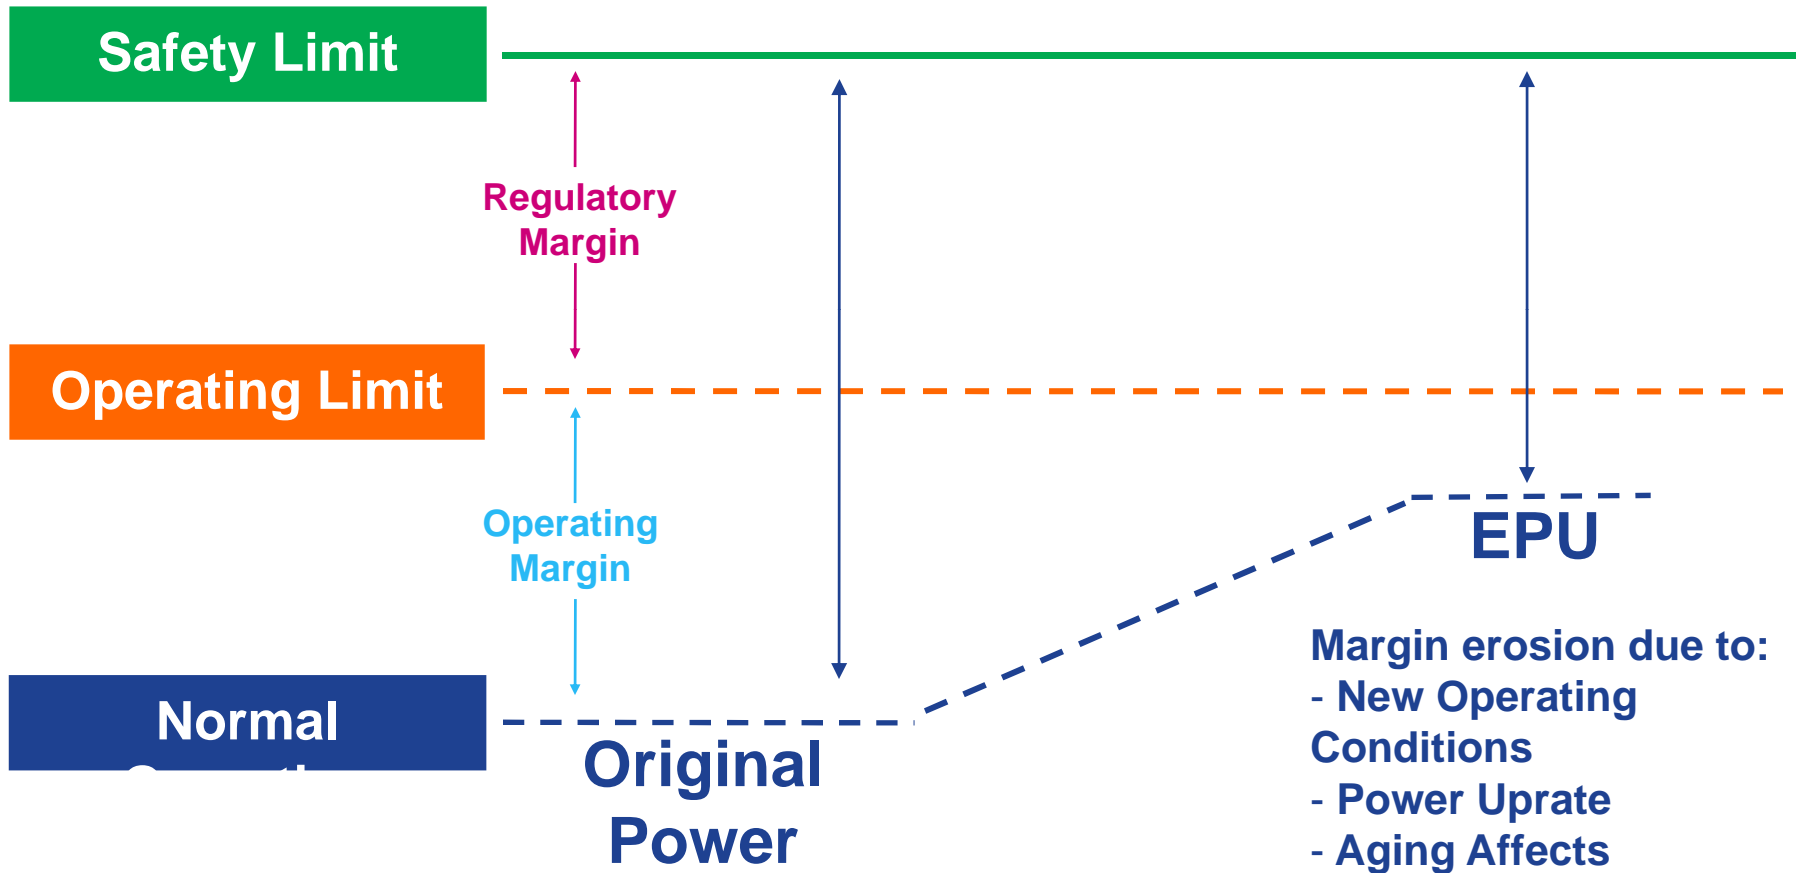 Safety Limit
Regulatory
Margin
Operating Limit
Operating
Margin
EPU
Normal
Original
Power
Margin erosion due to:
- New Operating
Conditions
- Power Uprate
- Aging Affects